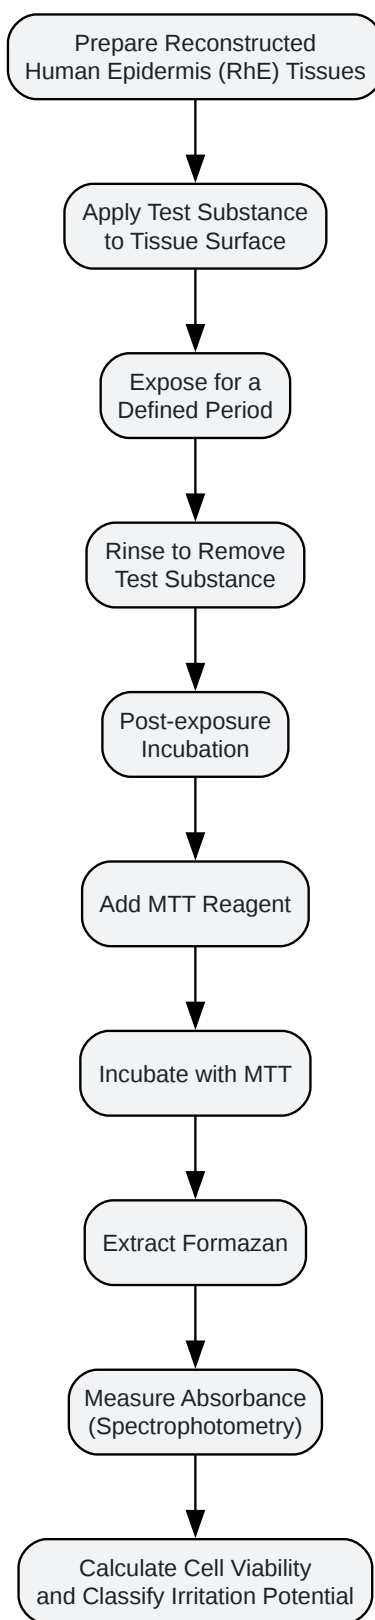 Prepare Reconstructed
Human Epidermis (RhE) Tissues
Apply Test Substance
to Tissue Surface
Expose for a
Defined Period
Rinse to Remove
Test Substance
Post-exposure
Incubation
Add MTT Reagent
Incubate with MTT
Extract Formazan
Measure Absorbance
(Spectrophotometry)
Calculate Cell Viability
and Classify Irritation Potential